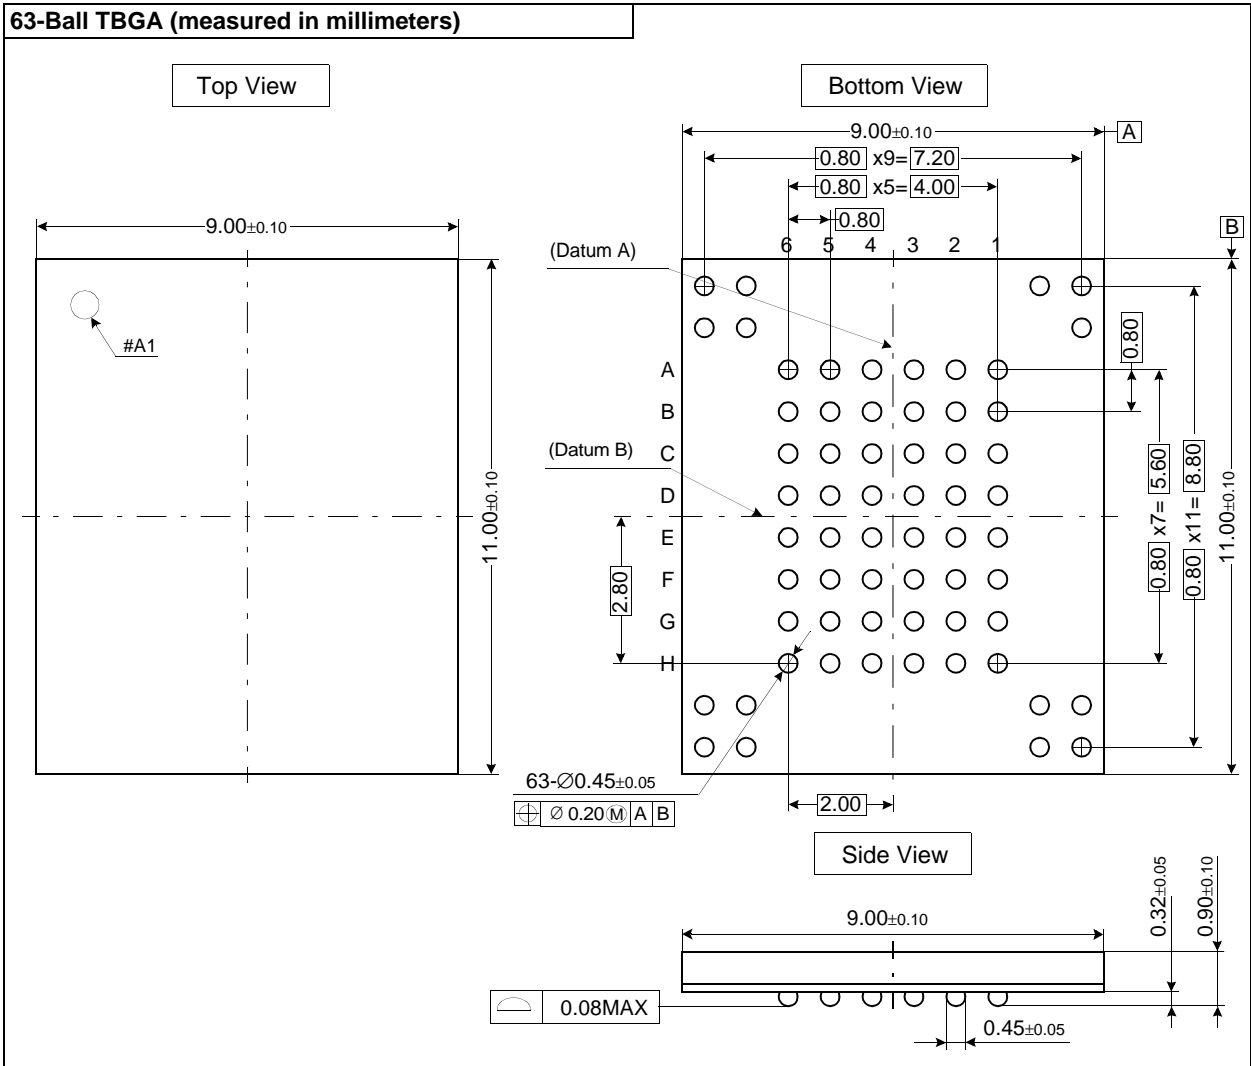 63-Ball TBGA (measured in millimeters)
Top View
Bottom View
9.00±0.10
A
0.80 x9= 7.20
0.80 x5= 4.00
0.80
9.00±0.10
B
6 5 4 3 2 1
(Datum A)
#A1
0.80
A
B
C
(Datum B)
D
E
F
G
H
11.00±0.10
2.80
0.80 x7= 5.60
0.80 x11= 8.80
11.00±0.10
63-Ø0.45±0.05
⌖ Ø 0.20 Ⓜ A B
2.00
Side View
9.00±0.10
0.32±0.05
0.90±0.10
⌓ 0.08MAX
0.45±0.05